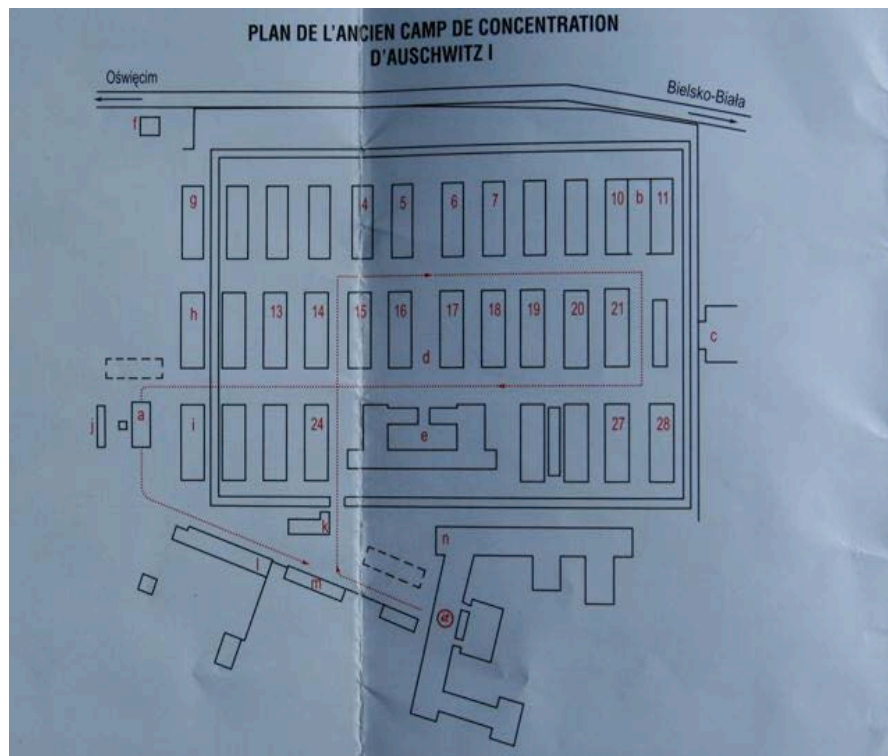 PLAN DE L'ANCIEN CAMP DE CONCENTRATION
D'AUSCHWITZ I
Oświęcim
Bielsko-Biała
f
g 4 5 6 7 10 b 11
h 13 14 15 16 17 18 19 20 21
c
d
j a i 24 e 27 28
k
n
l
m